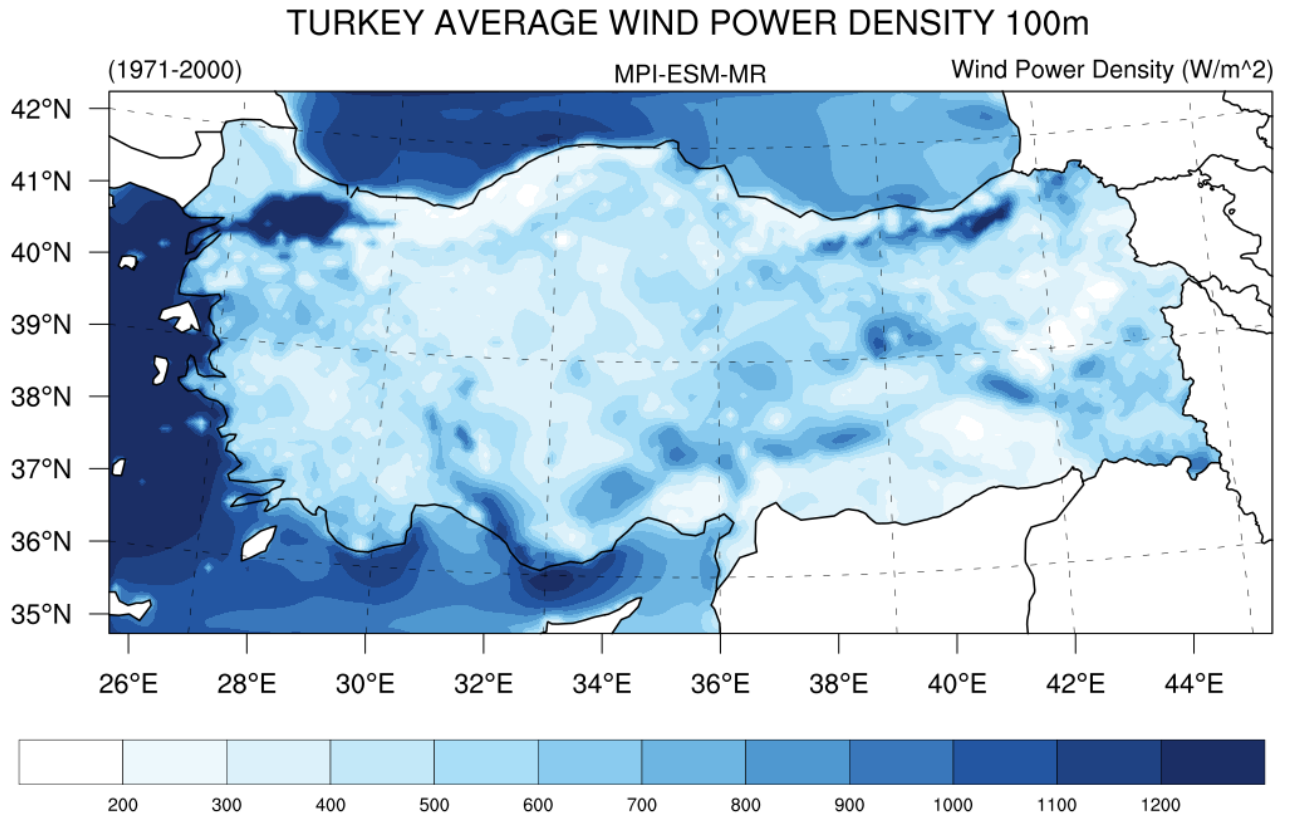 TURKEY AVERAGE WIND POWER DENSITY 100m
(1971-2000) MPI-ESM-MR Wind Power Density (W/m^2)
42°N
41°N
40°N
39°N
38°N
37°N
36°N
35°N
26°E 28°E 30°E 32°E 34°E 36°E 38°E 40°E 42°E 44°E
200 300 400 500 600 700 800 900 1000 1100 1200